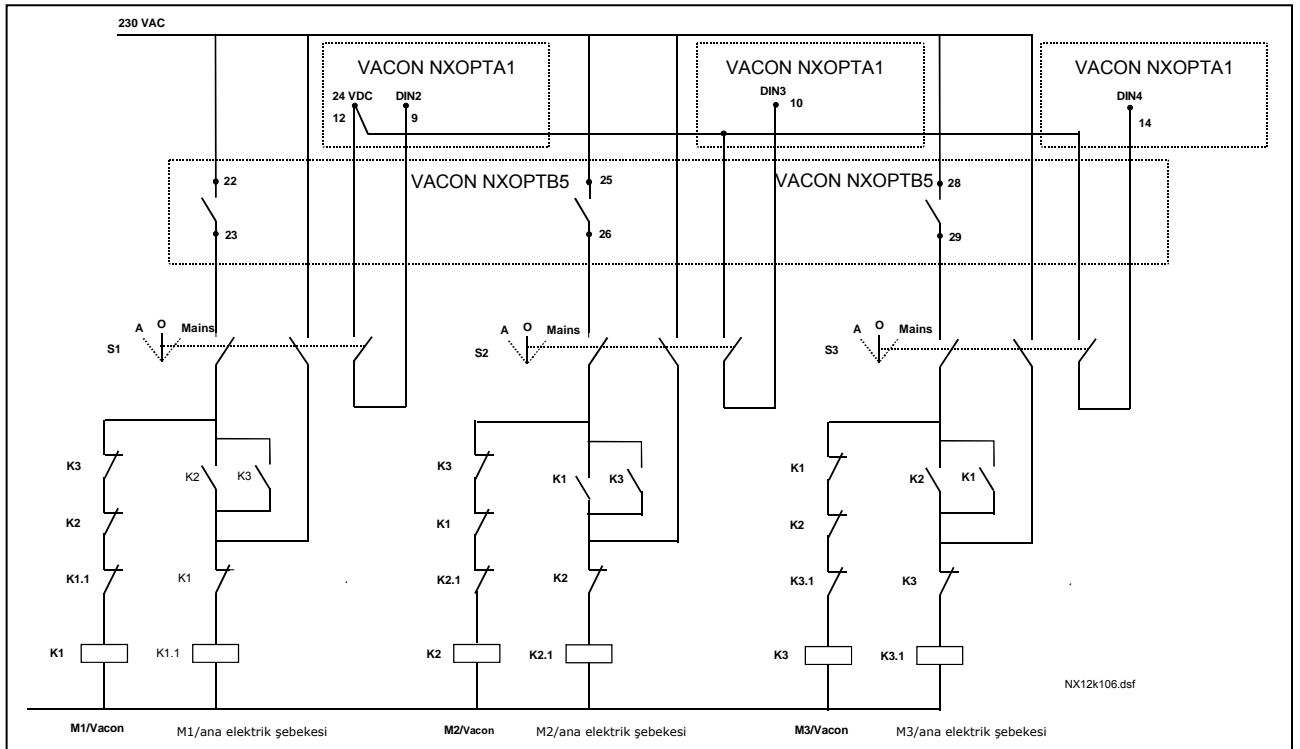 230 VAC
VACON NXOPTA1
VACON NXOPTA1
VACON NXOPTA1
24 VDC
DIN2
12
9
DIN3
10
DIN4
14
VACON NXOPTB5
VACON NXOPTB5
22
23
25
26
28
29
A O Mains
S1
A O Mains
S2
A O Mains
S3
K3
K2
K3
K3
K1
K3
K1
K2
K1
K2
K1
K2
K1.1
K1
K2.1
K2
K3.1
K3
K1
K1.1
K2
K2.1
K3
K3.1
NX12k106.dsf
M1/Vacon
M1/ana elektrik şebekesi
M2/Vacon
M2/ana elektrik şebekesi
M3/Vacon
M3/ana elektrik şebekesi